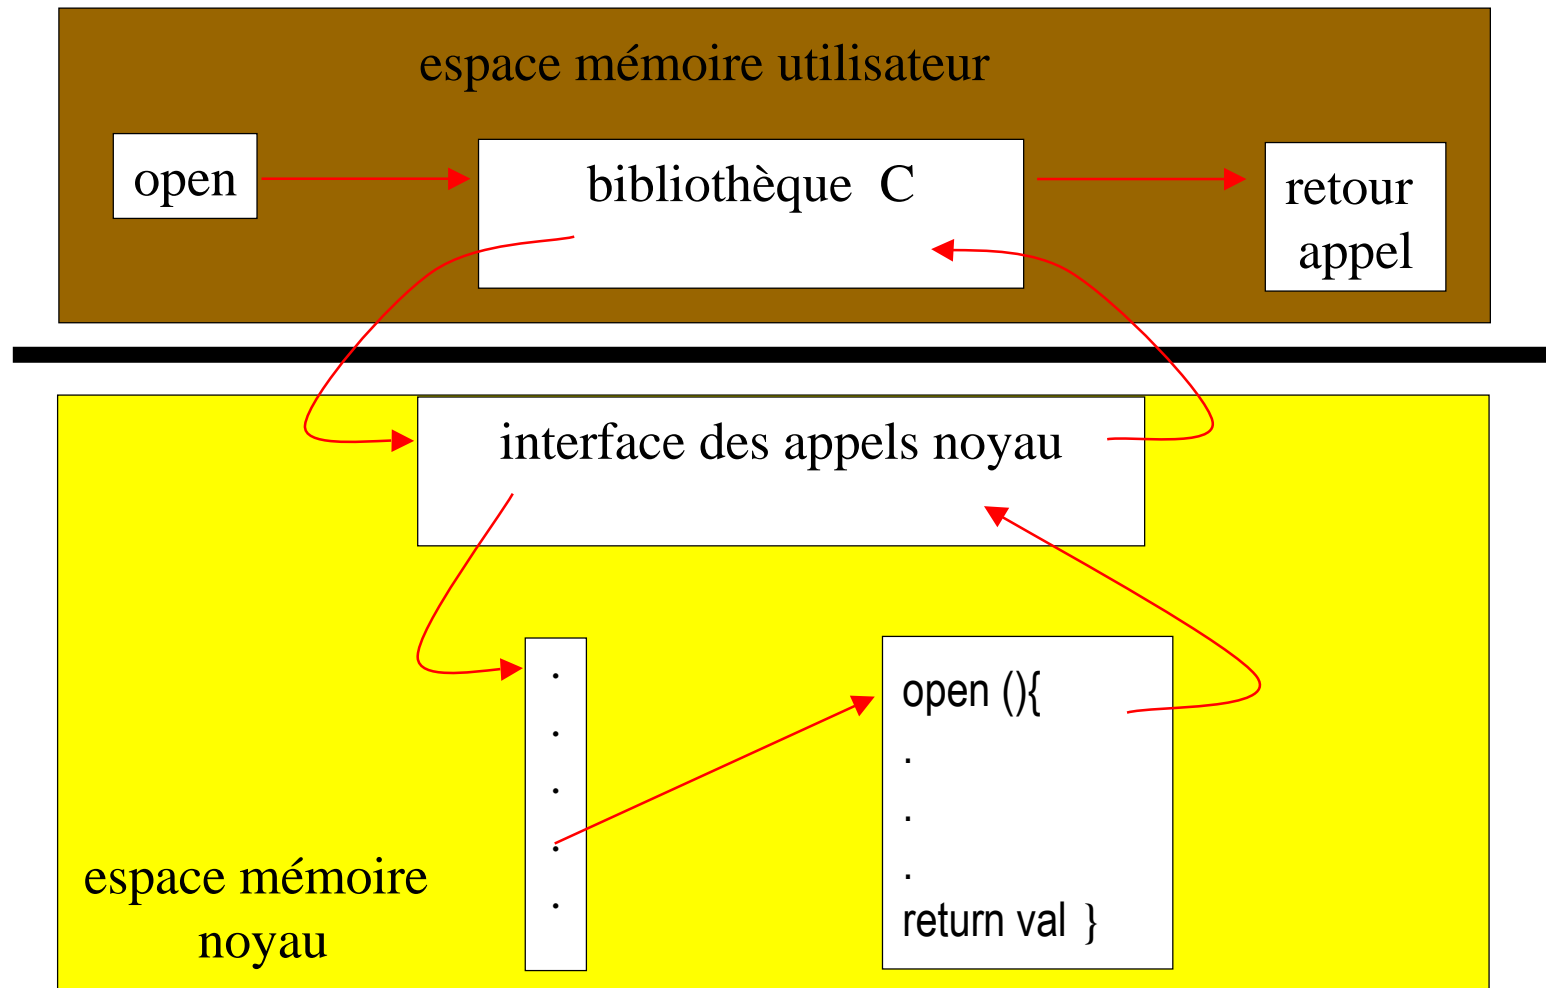 espace mémoire utilisateur
open
bibliothèque C
retour
appel
interface des appels noyau
.
.
.
.
.
open (){
.
.
.
return val }
espace mémoire
noyau